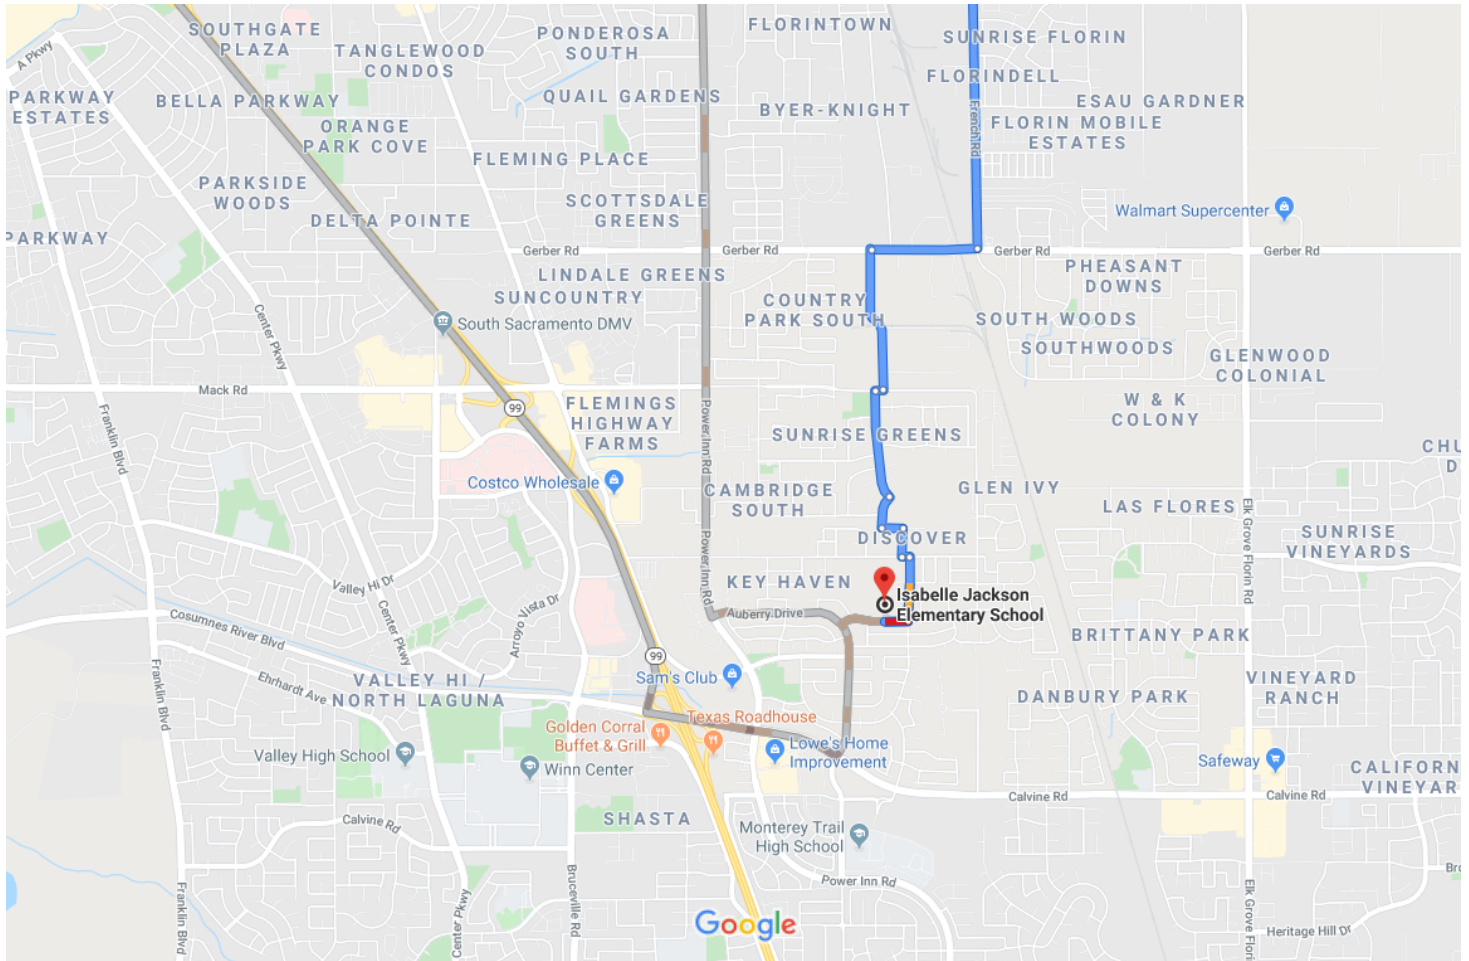 SOUTHGATE
PLAZA
TANGLEWOOD
CONDOS
PONDEROSA
SOUTH
FLORINTOWN
SUNRISE FLORIN
A Pkwy
PARKWAY
ESTATES
BELLA PARKWAY
QUAIL GARDENS
BYER-KNIGHT
FLORINDELL
ESAU GARDNER
FLORIN MOBILE
ESTATES
French Rd
ORANGE
PARK COVE
FLEMING PLACE
PARKSIDE
WOODS
SCOTTSDALE
GREENS
DELTA POINTE
Walmart Supercenter
PARKWAY
Gerber Rd
Gerber Rd
Gerber Rd
Gerber Rd
LINDALE GREENS
SUNCOUNTRY
PHEASANT
DOWNS
COUNTRY
PARK SOUTH
South Sacramento DMV
Center Pkwy
SOUTH WOODS
SOUTHWOODS
GLENWOOD
COLONIAL
Mack Rd
99
FLEMINGS
HIGHWAY
FARMS
W & K
COLONY
Franklin Blvd
Power Inn Rd
SUNRISE GREENS
CHU
D
Costco Wholesale
CAMBRIDGE
SOUTH
GLEN IVY
LAS FLORES
Elk Grove Florin Rd
SUNRISE
VINEYARDS
DISCOVER
Power Inn Rd
Valley Hi Dr
KEY HAVEN
Isabelle Jackson
Elementary School
Cosumnes River Blvd
Arroyo Vista Dr
Center Pkwy
Auberry Drive
BRITTANY PARK
99
Ehrhardt Ave
VALLEY HI /
NORTH LAGUNA
Sam's Club
DANBURY PARK
VINEYARD
RANCH
Franklin Blvd
Texas Roadhouse
Golden Corral
Buffet & Grill
Lowe's Home
Improvement
Valley High School
Winn Center
Safeway
CALIFORN
VINEYAR
Calvine Rd
Calvine Rd
Calvine Rd
SHASTA
Monterey Trail
High School
Power Inn Rd
Bro
Franklin Blvd
Center Pkwy
Bruceville Rd
Elk Grove Flori
Google
Heritage Hill Dr